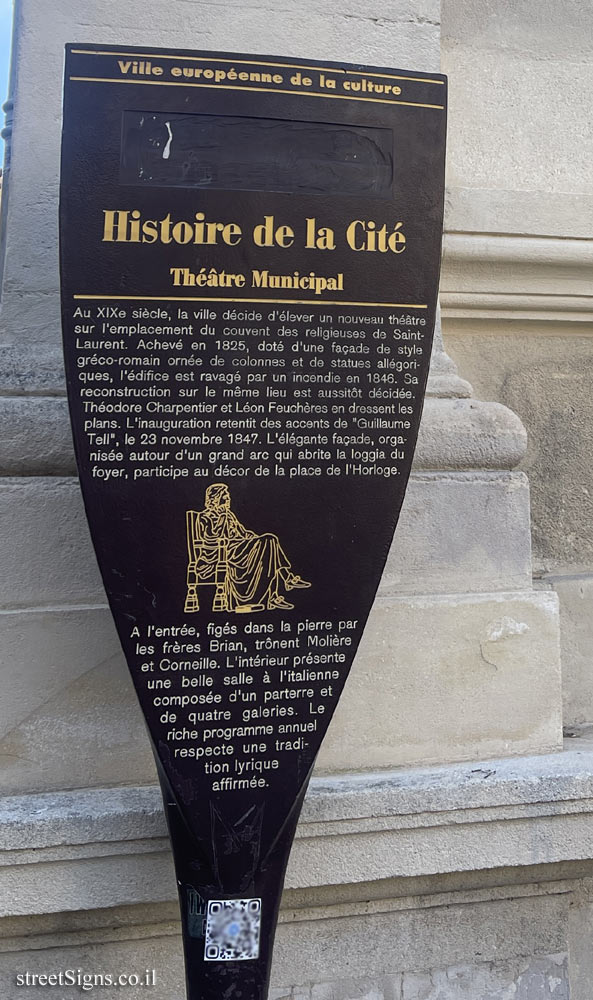 Ville européenne de la culture
Histoire de la Cité
Théâtre Municipal
Au XIXe siècle, la ville décide d'élever un nouveau théâtre
sur l'emplacement du couvent des religieuses de Saint-
Laurent. Achevé en 1825, doté d'une façade de style
gréco-romain ornée de colonnes et de statues allégori-
ques, l'édifice est ravagé par un incendie en 1846. Sa
reconstruction sur le même lieu est aussitôt décidée.
Théodore Charpentier et Léon Feuchères en dressent les
plans. L'inauguration retentit des accents de "Guillaume
Tell", le 23 novembre 1847. L'élégante façade, orga-
nisée autour d'un grand arc qui abrite la loggia du
foyer, participe au décor de la place de l'Horloge.
A l'entrée, figés dans la pierre par
les frères Brian, trônent Molière
et Corneille. L'intérieur présente
une belle salle à l'italienne
composée d'un parterre et
de quatre galeries. Le
riche programme annuel
respecte une tradi-
tion lyrique
affirmée.
streetSigns.co.il